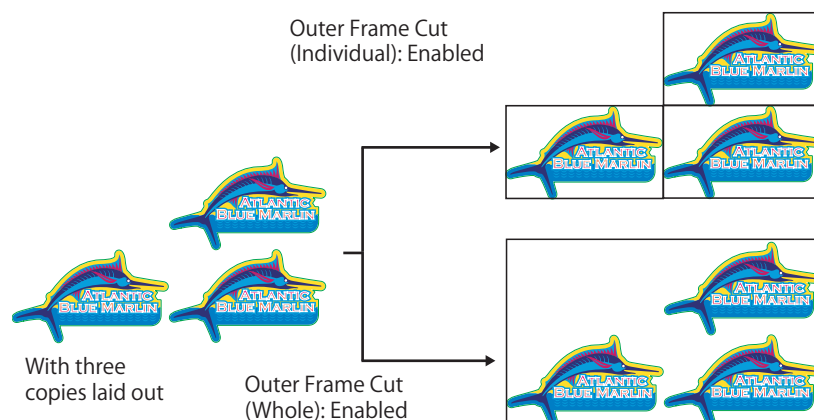 Outer Frame Cut
(Individual): Enabled
ATLANTIC
BLUE MARLIN
ATLANTIC
BLUE MARLIN
ATLANTIC
BLUE MARLIN
ATLANTIC
BLUE MARLIN
ATLANTIC
BLUE MARLIN
ATLANTIC
BLUE MARLIN
With three
copies laid out
Outer Frame Cut
(Whole): Enabled
ATLANTIC
BLUE MARLIN
ATLANTIC
BLUE MARLIN
ATLANTIC
BLUE MARLIN